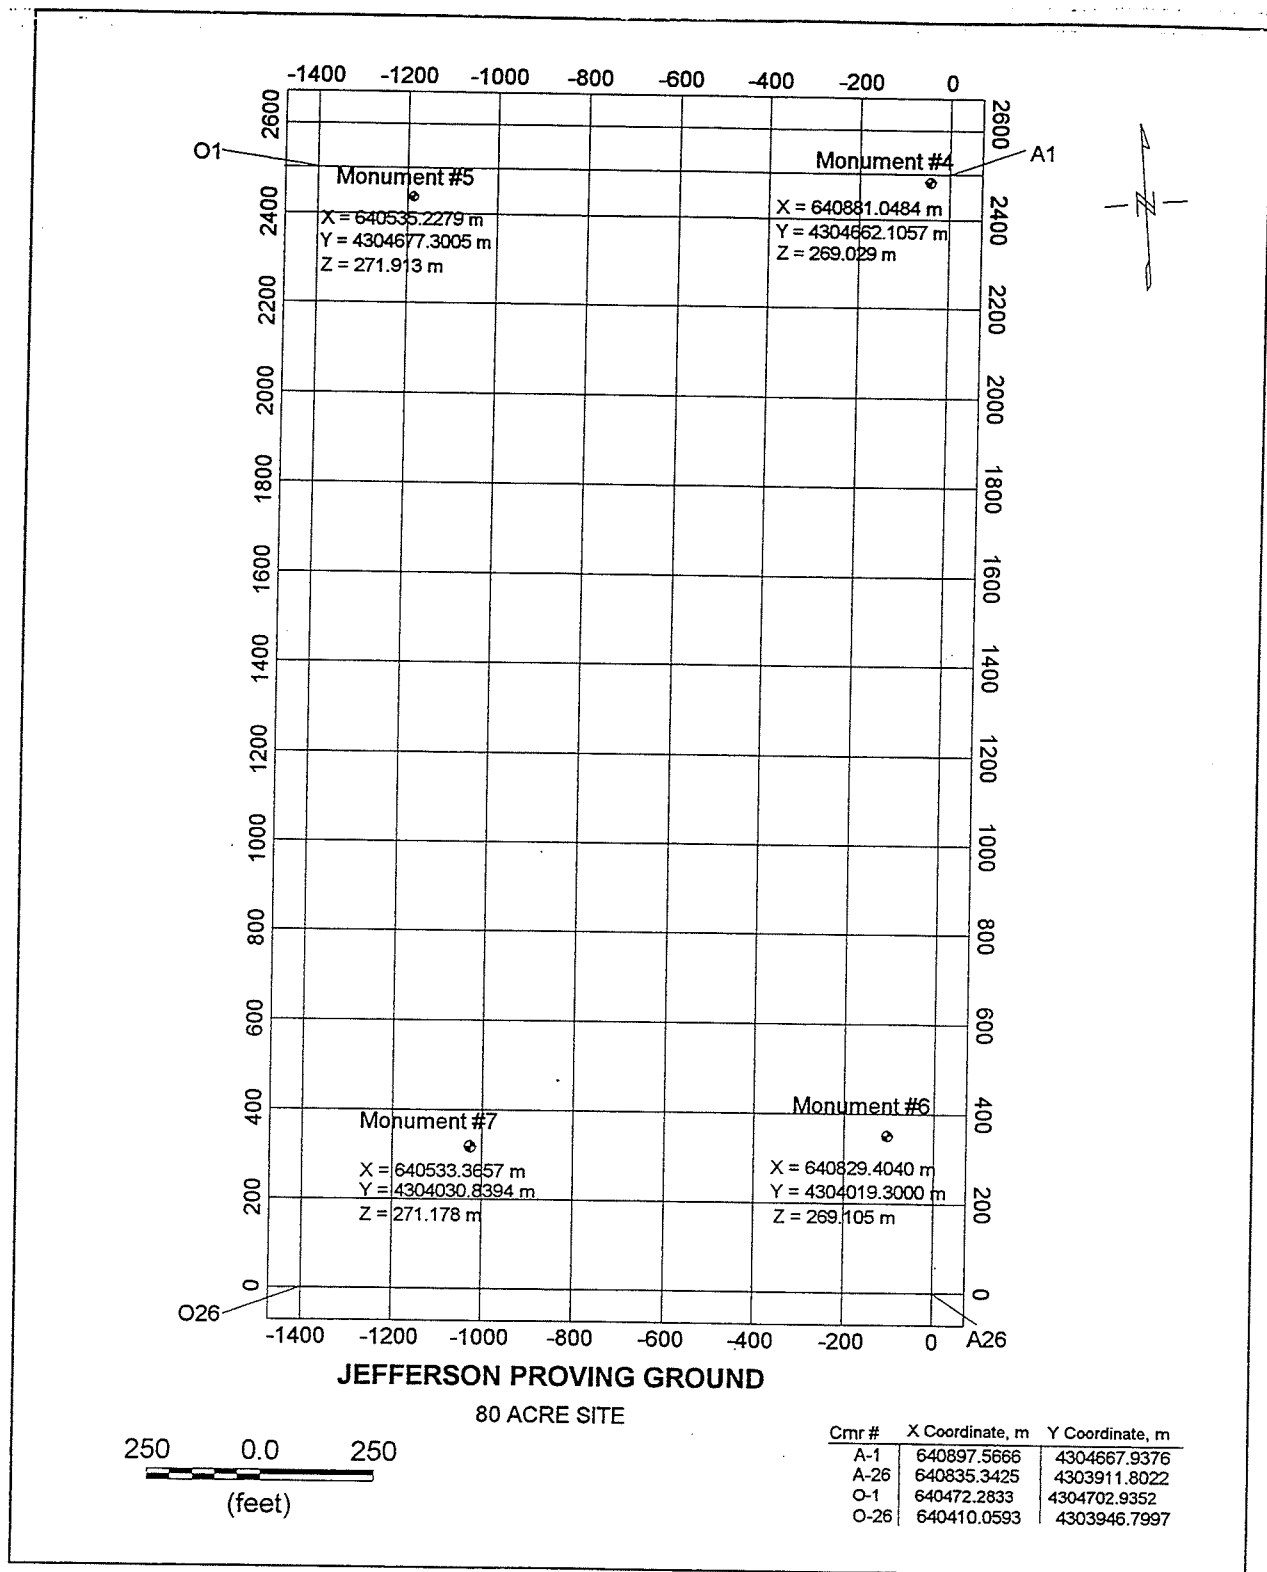 -1400 -1200 -1000 -800 -600 -400 -200 0
2600 2600
O1 A1
Monument #5 Monument #4
X = 640535.2279 m X = 640881.0484 m
2400 2400
Y = 4304677.3005 m Y = 4304662.1057 m
Z = 271.913 m Z = 269.029 m
2200 2200
2000 2000
1800 1800
1600 1600
1400 1400
1200 1200
1000 1000
800 800
600 600
400 400
Monument #7 Monument #6
X = 640533.3657 m X = 640829.4040 m
Y = 4304030.8394 m Y = 4304019.3000 m
200 200
Z = 271.178 m Z = 269.105 m
0 0
O26 A26
-1400 -1200 -1000 -800 -600 -400 -200 0
JEFFERSON PROVING GROUND
80 ACRE SITE
250 0.0 250
(feet)
Crnr # X Coordinate, m Y Coordinate, m
A-1 640897.5666 4304667.9376
A-26 640835.3425 4303911.8022
O-1 640472.2833 4304702.9352
O-26 640410.0593 4303946.7997